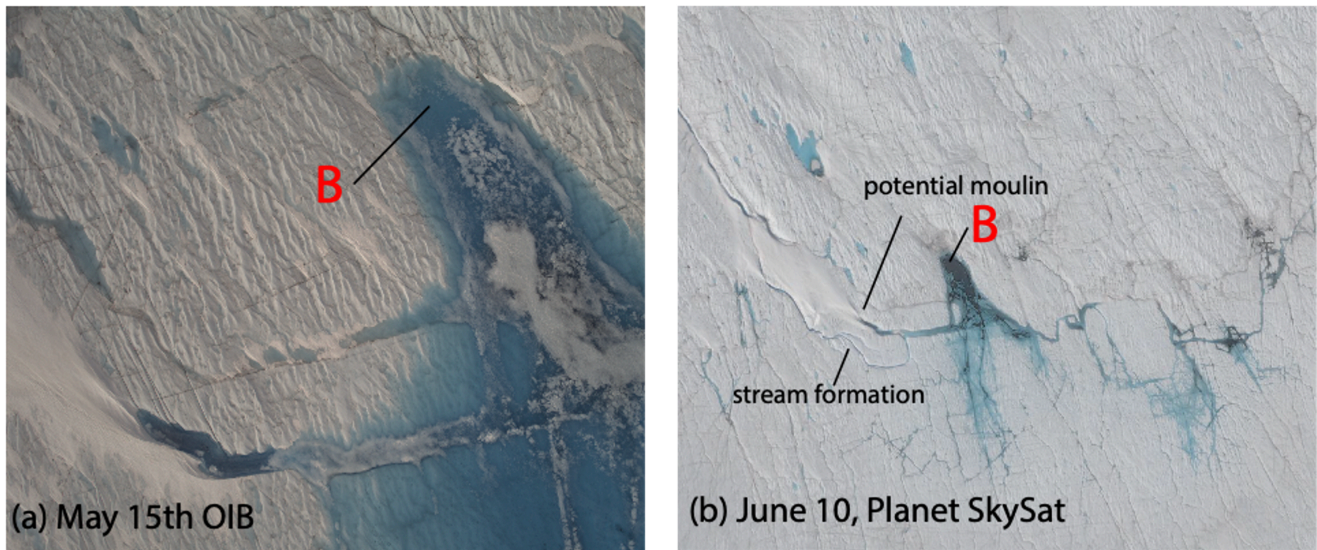 B
(a) May 15th OIB
potential moulin
B
stream formation
(b) June 10, Planet SkySat